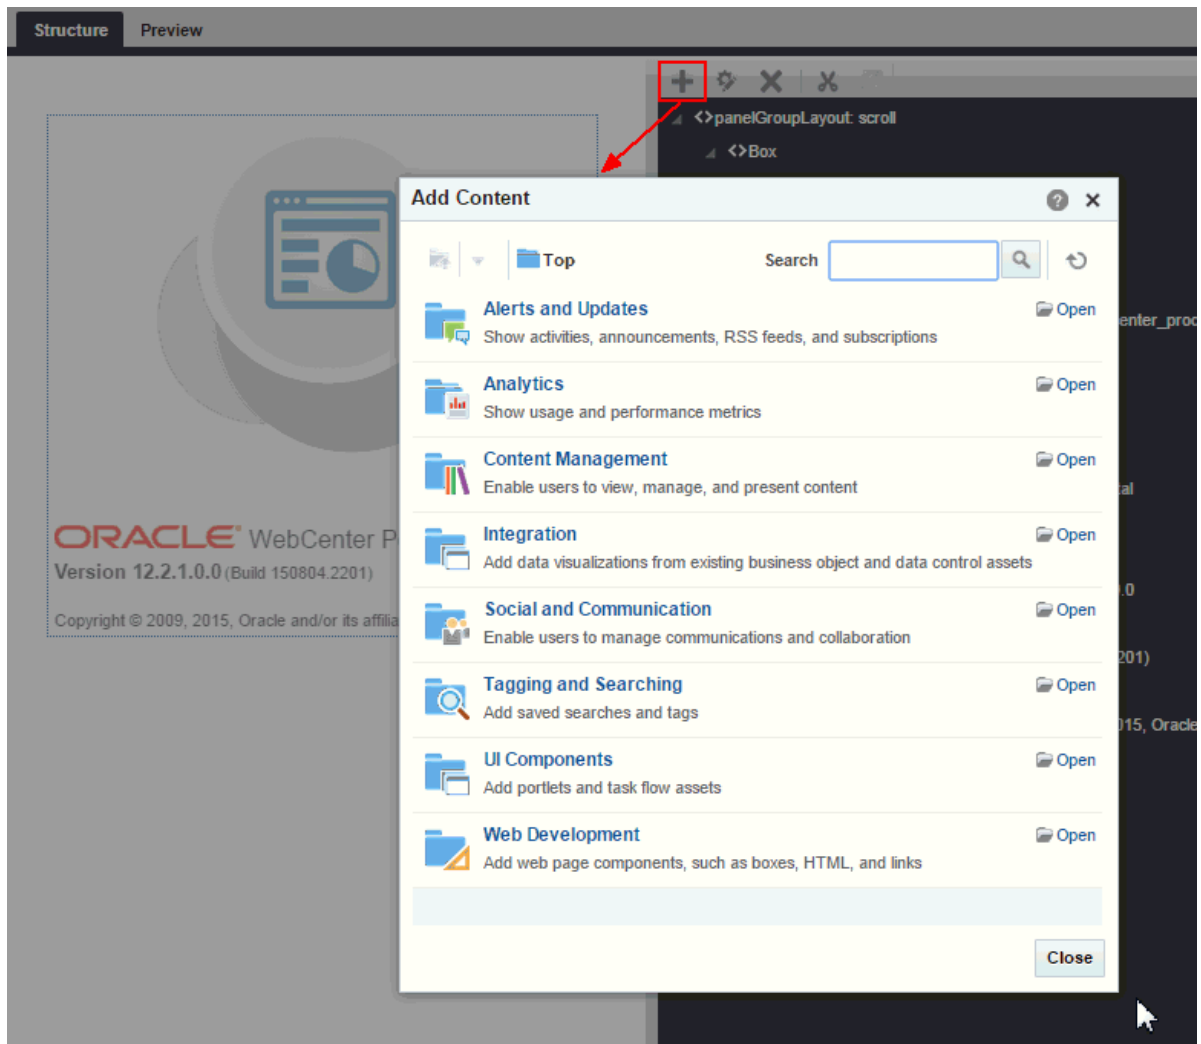 Structure Preview
<>panelGroupLayout: scroll
<>Box
Add Content
Top Search
Alerts and Updates Open
Show activities, announcements, RSS feeds, and subscriptions
enter_prod
Analytics Open
Show usage and performance metrics
Content Management Open
Enable users to view, manage, and present content
tal
Integration Open
ORACLE® WebCenter P
Add data visualizations from existing business object and data control assets
Version 12.2.1.0.0 (Build 150804.2201)
.0
Social and Communication Open
Copyright © 2009, 2015, Oracle and/or its affilia
Enable users to manage communications and collaboration
201)
Tagging and Searching Open
Add saved searches and tags
015, Oracle
UI Components Open
Add portlets and task flow assets
Web Development Open
Add web page components, such as boxes, HTML, and links
Close